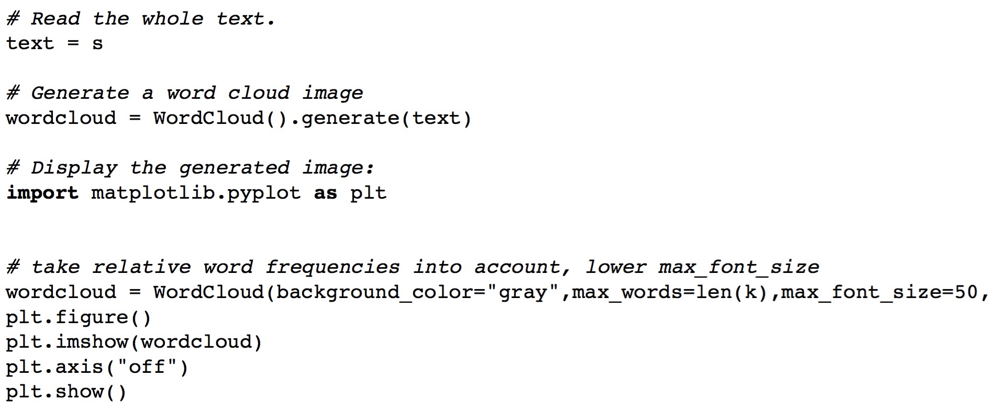 # Read the whole text.
text = s
# Generate a word cloud image
wordcloud = WordCloud().generate(text)
# Display the generated image:
import matplotlib.pyplot as plt
# take relative word frequencies into account, lower max_font_size
wordcloud = WordCloud(background_color="gray",max_words=len(k),max_font_size=50,
plt.figure()
plt.imshow(wordcloud)
plt.axis("off")
plt.show()